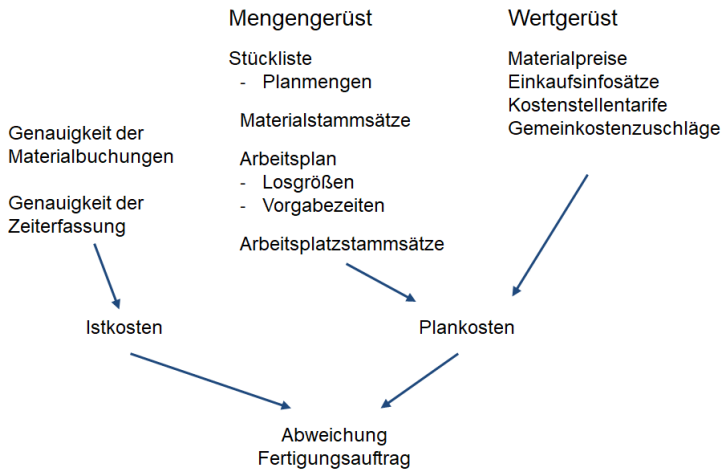 Mengengerüst
Stückliste
- Planmengen
Materialstammsätze
Arbeitsplan
- Losgrößen
- Vorgabezeiten
Arbeitsplatzstammsätze
Wertgerüst
Materialpreise
Einkaufsinfosätze
Kostenstellentarife
Gemeinkostenzuschläge
Genauigkeit der
Materialbuchungen
Genauigkeit der
Zeiterfassung
Istkosten
Plankosten
Abweichung
Fertigungsauftrag